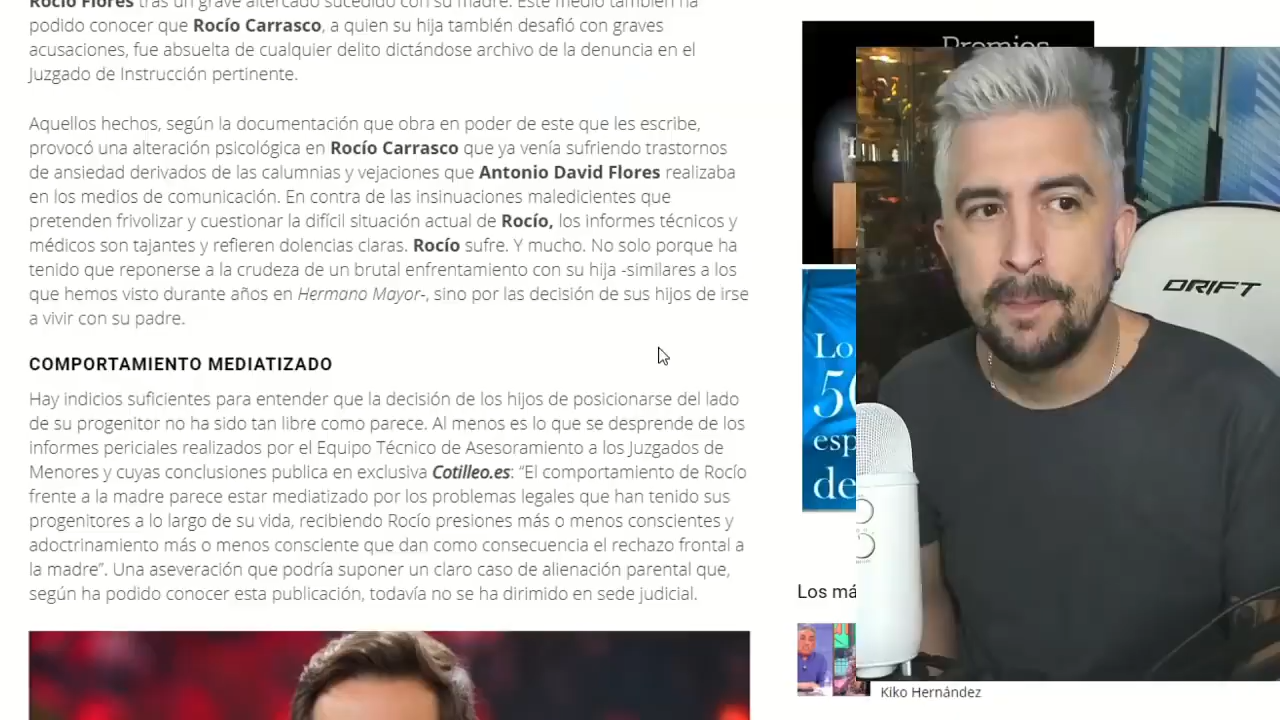 Rocío Flores tras un grave altercado sucedido con su madre. Este medio también ha
podido conocer que Rocío Carrasco, a quien su hija también desafió con graves
acusaciones, fue absuelta de cualquier delito dictándose archivo de la denuncia en el
Juzgado de Instrucción pertinente.
Aquellos hechos, según la documentación que obra en poder de este que les escribe,
provocó una alteración psicológica en Rocío Carrasco que ya venía sufriendo trastornos
de ansiedad derivados de las calumnias y vejaciones que Antonio David Flores realizaba
en los medios de comunicación. En contra de las insinuaciones maledicientes que
pretenden frivolizar y cuestionar la difícil situación actual de Rocío, los informes técnicos y
médicos son tajantes y refieren dolencias claras. Rocío sufre. Y mucho. No solo porque ha
tenido que reponerse a la crudeza de un brutal enfrentamiento con su hija -similares a los
que hemos visto durante años en Hermano Mayor-, sino por las decisión de sus hijos de irse
a vivir con su padre.
COMPORTAMIENTO MEDIATIZADO
Hay indicios suficientes para entender que la decisión de los hijos de posicionarse del lado
de su progenitor no ha sido tan libre como parece. Al menos es lo que se desprende de los
informes periciales realizados por el Equipo Técnico de Asesoramiento a los Juzgados de
Menores y cuyas conclusiones publica en exclusiva Cotilleo.es: “El comportamiento de Rocío
frente a la madre parece estar mediatizado por los problemas legales que han tenido sus
progenitores a lo largo de su vida, recibiendo Rocío presiones más o menos conscientes y
adoctrinamiento más o menos consciente que dan como consecuencia el rechazo frontal a
la madre”. Una aseveración que podría suponer un claro caso de alienación parental que,
según ha podido conocer esta publicación, todavía no se ha dirimido en sede judicial.
Premios
Lo
50
esp
de
Los má
Kiko Hernández
DRIFT